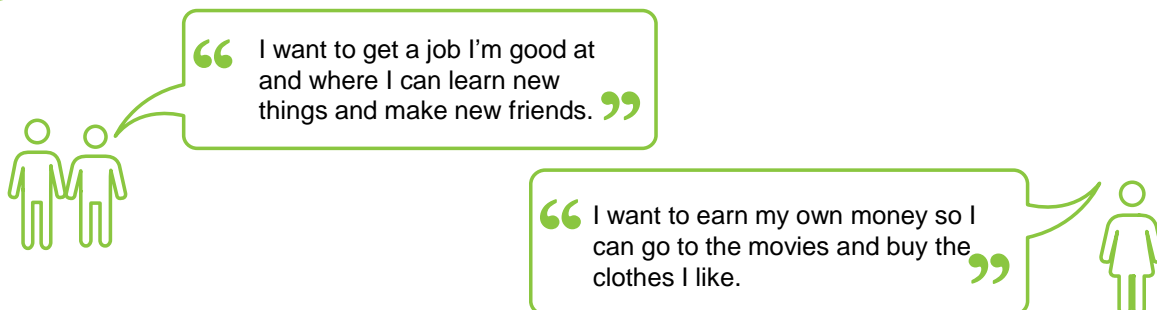 “ I want to get a job I’m good at
and where I can learn new
things and make new friends. ”
“ I want to earn my own money so I
can go to the movies and buy the
clothes I like. ”